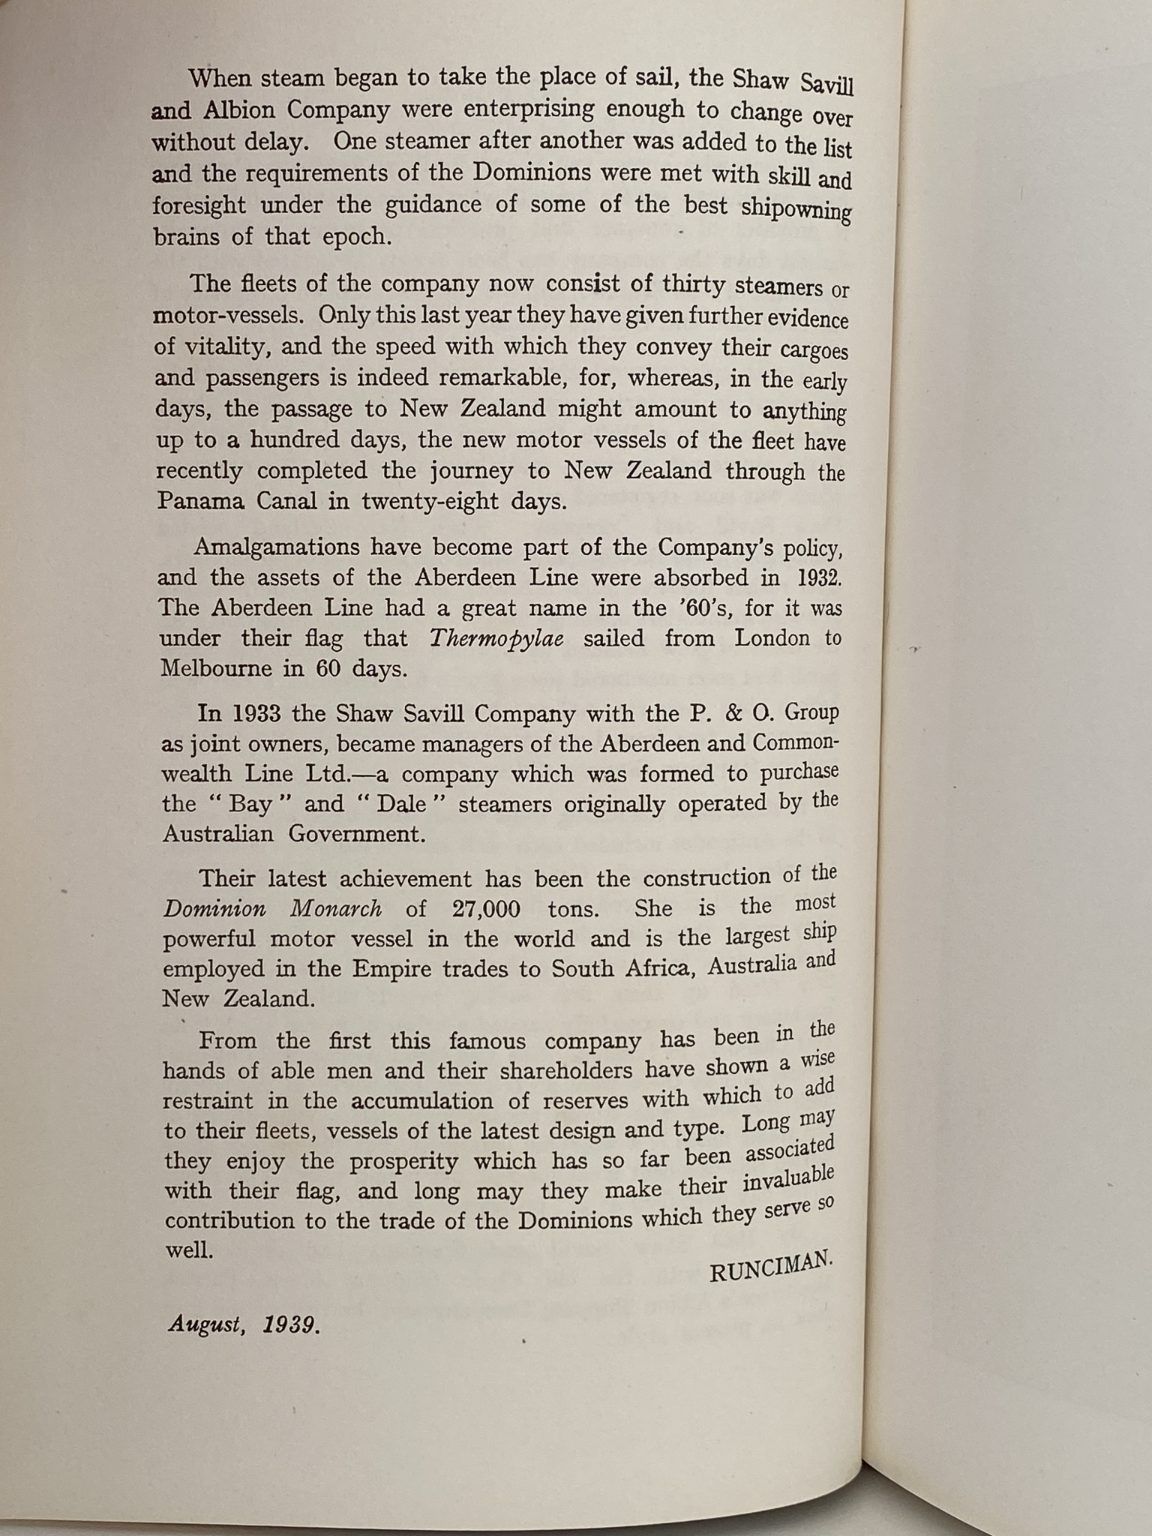 When steam began to take the place of sail, the Shaw Savill
and Albion Company were enterprising enough to change over
without delay. One steamer after another was added to the list
and the requirements of the Dominions were met with skill and
foresight under the guidance of some of the best shipowning
brains of that epoch.
The fleets of the company now consist of thirty steamers or
motor-vessels. Only this last year they have given further evidence
of vitality, and the speed with which they convey their cargoes
and passengers is indeed remarkable, for, whereas, in the early
days, the passage to New Zealand might amount to anything
up to a hundred days, the new motor vessels of the fleet have
recently completed the journey to New Zealand through the
Panama Canal in twenty-eight days.
Amalgamations have become part of the Company's policy,
and the assets of the Aberdeen Line were absorbed in 1932.
The Aberdeen Line had a great name in the '60's, for it was
under their flag that Thermopylae sailed from London to
Melbourne in 60 days.
In 1933 the Shaw Savill Company with the P. & O. Group
as joint owners, became managers of the Aberdeen and Common-
wealth Line Ltd.—a company which was formed to purchase
the “ Bay ” and “ Dale ” steamers originally operated by the
Australian Government.
Their latest achievement has been the construction of the
Dominion Monarch of 27,000 tons. She is the most
powerful motor vessel in the world and is the largest ship
employed in the Empire trades to South Africa, Australia and
New Zealand.
From the first this famous company has been in the
hands of able men and their shareholders have shown a wise
restraint in the accumulation of reserves with which to add
to their fleets, vessels of the latest design and type. Long may
they enjoy the prosperity which has so far been associated
with their flag, and long may they make their invaluable
contribution to the trade of the Dominions which they serve so
well.
RUNCIMAN.
August, 1939.